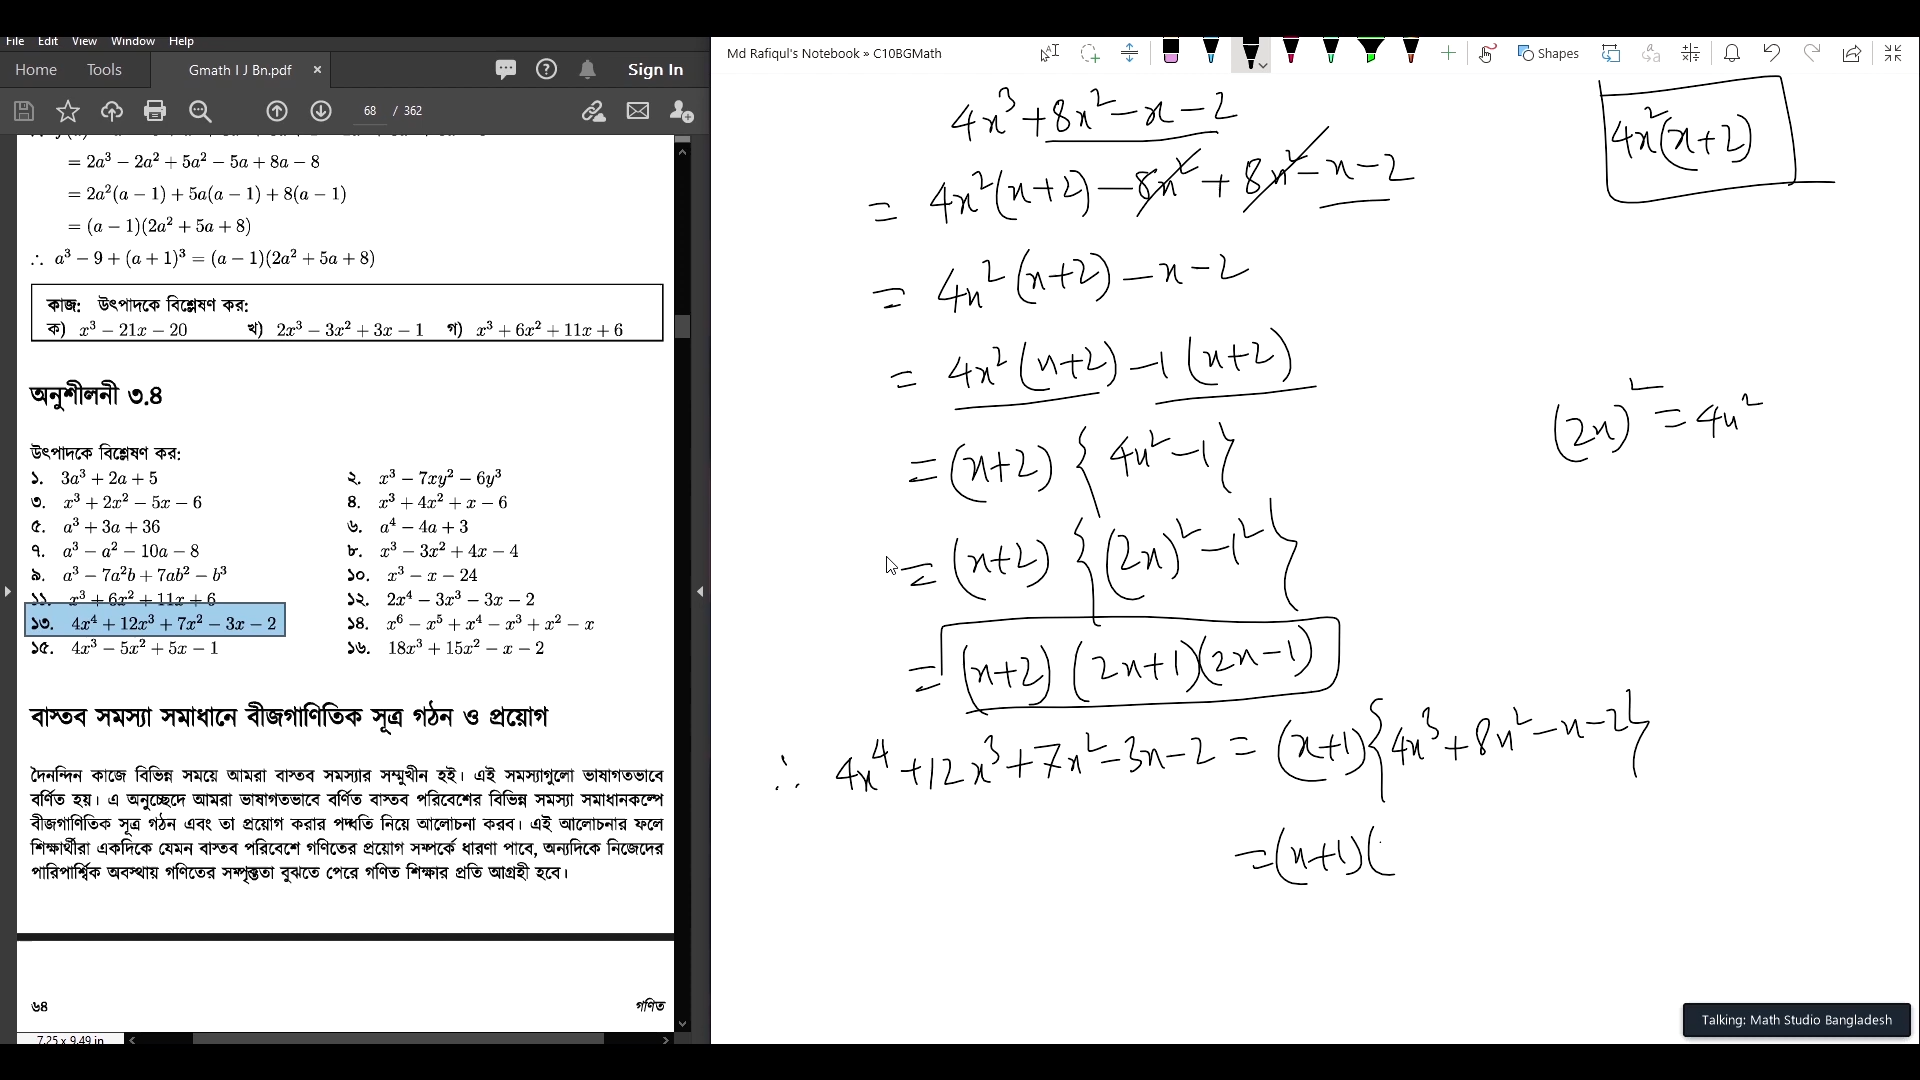 File Edit View Window Help
Home Tools Gmath I J Bn.pdf × Sign In
68 / 362
= 2a³ − 2a² + 5a² − 5a + 8a − 8
= 2a²(a − 1) + 5a(a − 1) + 8(a − 1)
= (a − 1)(2a² + 5a + 8)
∴ a³ − 9 + (a + 1)³ = (a − 1)(2a² + 5a + 8)
কাজ: উৎপাদকে বিশ্লেষণ কর:
ক) x³ − 21x − 20 খ) 2x³ − 3x² + 3x − 1 গ) x³ + 6x² + 11x + 6
অনুশীলনী ৩.৪
উৎপাদকে বিশ্লেষণ কর:
১. 3a³ + 2a + 5 ২. x³ − 7xy² − 6y³
৩. x³ + 2x² − 5x − 6 ৪. x³ + 4x² + x − 6
৫. a³ + 3a + 36 ৬. a⁴ − 4a + 3
৭. a³ − a² − 10a − 8 ৮. x³ − 3x² + 4x − 4
৯. a³ − 7a²b + 7ab² − b³ ১০. x³ − x − 24
১১. x³ + 6x² + 11x + 6 ১২. 2x⁴ − 3x³ − 3x − 2
১৩. 4x⁴ + 12x³ + 7x² − 3x − 2 ১৪. x⁶ − x⁵ + x⁴ − x³ + x² − x
১৫. 4x³ − 5x² + 5x − 1 ১৬. 18x³ + 15x² − x − 2
বাস্তব সমস্যা সমাধানে বীজগাণিতিক সূত্র গঠন ও প্রয়োগ
দৈনন্দিন কাজে বিভিন্ন সময়ে আমরা বাস্তব সমস্যার সম্মুখীন হই। এই সমস্যাগুলো ভাষাগতভাবে
বর্ণিত হয়। এ অনুচ্ছেদে আমরা ভাষাগতভাবে বর্ণিত বাস্তব পরিবেশের বিভিন্ন সমস্যা সমাধানকল্পে
বীজগাণিতিক সূত্র গঠন এবং তা প্রয়োগ করার পদ্ধতি নিয়ে আলোচনা করব। এই আলোচনার ফলে
শিক্ষার্থীরা একদিকে যেমন বাস্তব পরিবেশে গণিতের প্রয়োগ সম্পর্কে ধারণা পাবে, অন্যদিকে নিজেদের
পারিপার্শ্বিক অবস্থায় গণিতের সম্পৃক্ততা বুঝতে পেরে গণিত শিক্ষার প্রতি আগ্রহী হবে।
৬৪ গণিত
7.25 x 9.49 in
Md Rafiqul's Notebook » C10BGMath
Shapes
4x³ + 8x² − x − 2
= 4x²(x+2) − 8x² + 8x² − x − 2
= 4x²(x+2) − x − 2
= 4x²(x+2) − 1(x+2)
= (x+2){4x² − 1}
= (x+2){(2x)² − 1²}
= (x+2)(2x+1)(2x−1)
∴ 4x⁴ + 12x³ + 7x² − 3x − 2 = (x+1){4x³ + 8x² − x − 2}
= (x+1)(
4x²(x+2)
(2x)² = 4x²
Talking: Math Studio Bangladesh